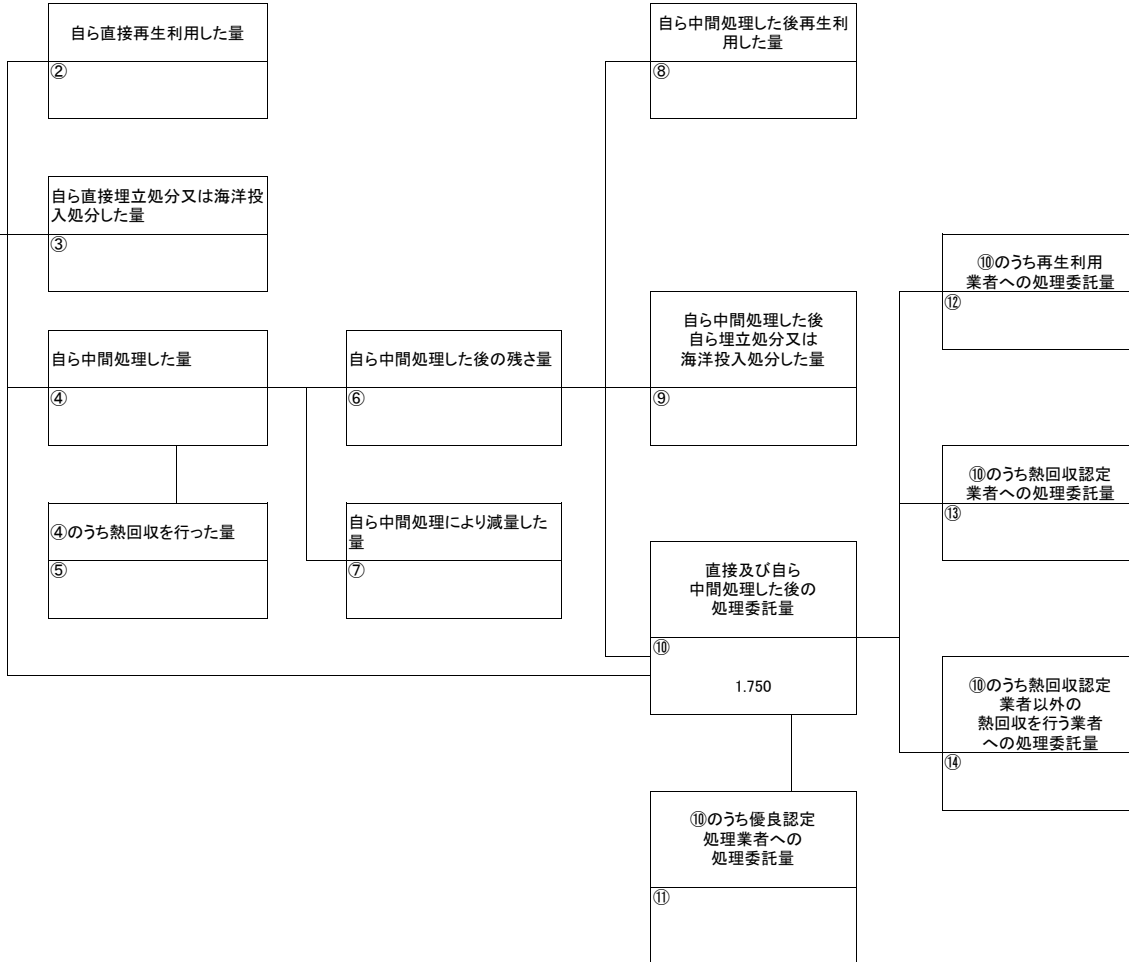 自ら直接再生利用した量
②
自ら直接埋立処分又は海洋投
入処分した量
③
自ら中間処理した量
④
④のうち熱回収を行った量
⑤
自ら中間処理した後の残さ量
⑥
自ら中間処理により減量した
量
⑦
自ら中間処理した後再生利
用した量
⑧
自ら中間処理した後
自ら埋立処分又は
海洋投入処分した量
⑨
直接及び自ら
中間処理した後の
処理委託量
⑩
1.750
⑩のうち優良認定
処理業者への
処理委託量
⑪
⑩のうち再生利用
業者への処理委託量
⑫
⑩のうち熱回収認定
業者への処理委託量
⑬
⑩のうち熱回収認定
業者以外の
熱回収を行う業者
への処理委託量
⑭